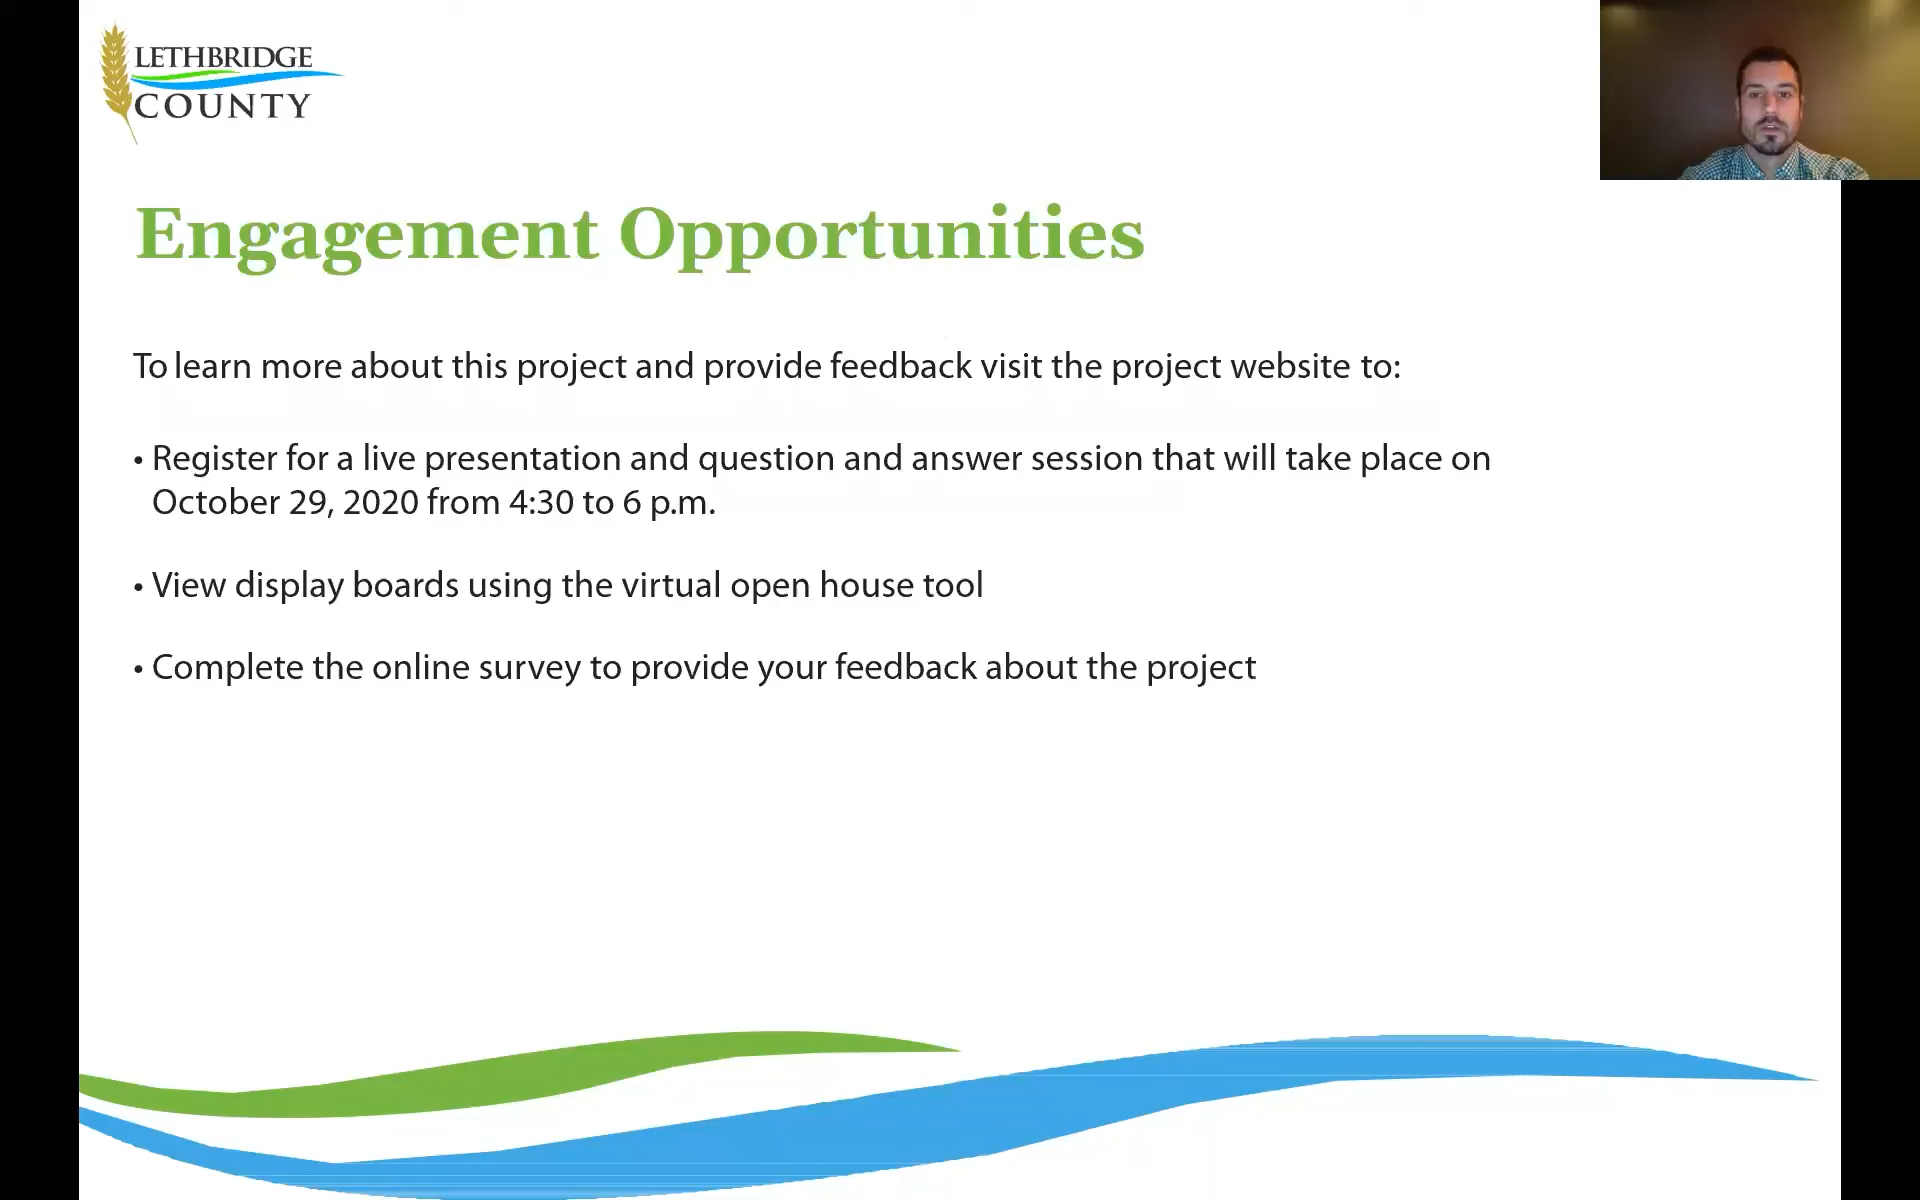 LETHBRIDGE
COUNTY
Engagement Opportunities
To learn more about this project and provide feedback visit the project website to:
• Register for a live presentation and question and answer session that will take place on
October 29, 2020 from 4:30 to 6 p.m.
• View display boards using the virtual open house tool
• Complete the online survey to provide your feedback about the project